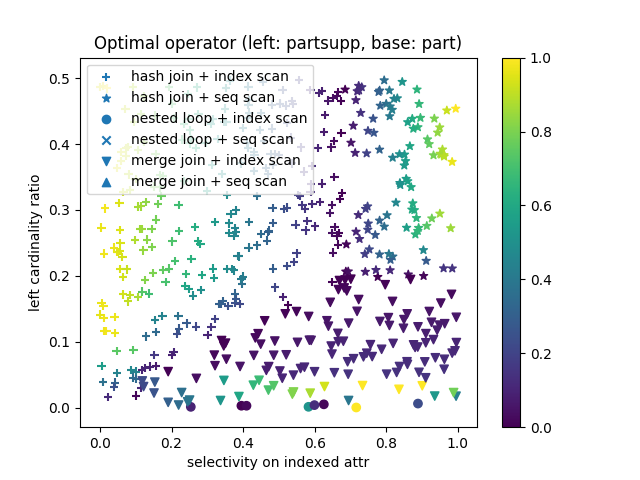 Optimal operator (left: partsupp, base: part)
hash join + index scan
hash join + seq scan
nested loop + index scan
nested loop + seq scan
merge join + index scan
merge join + seq scan
left cardinality ratio
0.5
0.4
0.3
0.2
0.1
0.0
0.0 0.2 0.4 0.6 0.8 1.0
selectivity on indexed attr
1.0
0.8
0.6
0.4
0.2
0.0